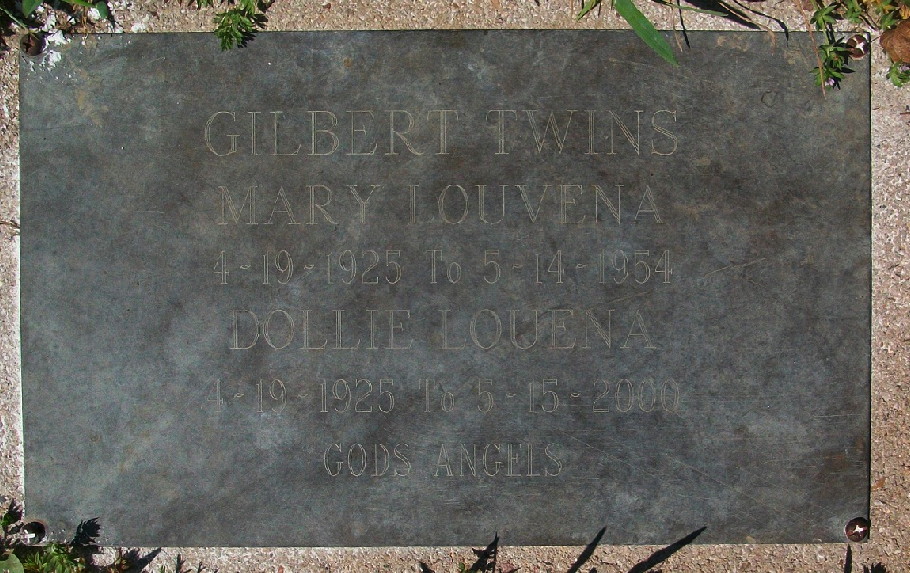 GILBERT TWINS
MARY LOUVENA
4-19-1925 To 5-14-1954
DOLLIE LOUENA
4-19-1925 To 5-15-2000
GODS ANGELS